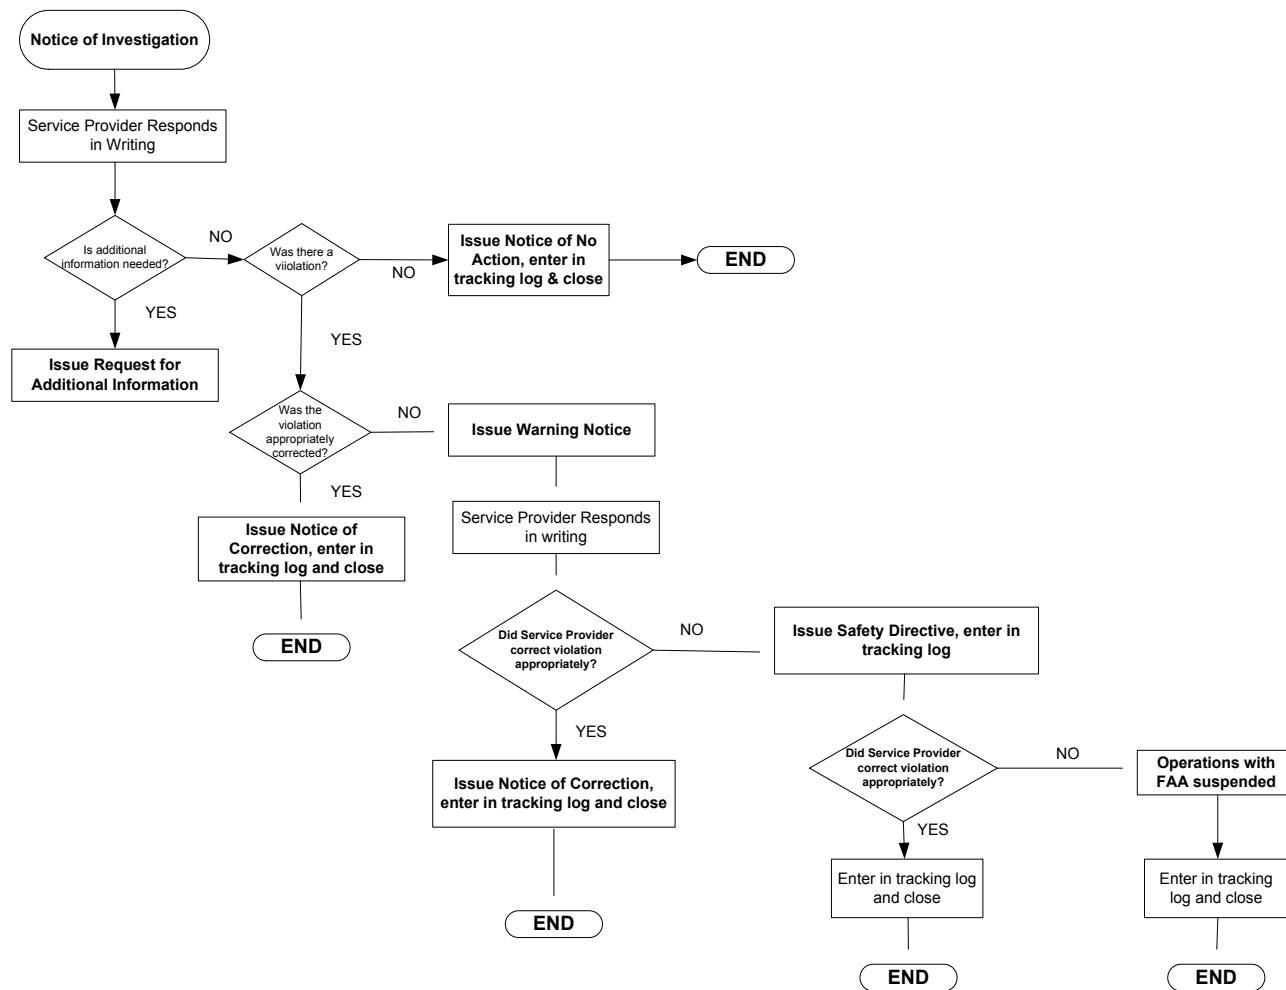 Notice of Investigation
Service Provider Responds
in Writing
Is additional
information needed?
NO
Was there a
viiolation?
NO
Issue Notice of No
Action, enter in
tracking log & close
END
YES
Issue Request for
Additional Information
YES
Was the
violation
appropriately
corrected?
NO
Issue Warning Notice
YES
Issue Notice of
Correction, enter in
tracking log and close
END
Service Provider Responds
in writing
Did Service Provider
correct violation
appropriately?
NO
Issue Safety Directive, enter in
tracking log
YES
Issue Notice of Correction,
enter in tracking log and close
END
Did Service Provider
correct violation
appropriately?
NO
Operations with
FAA suspended
YES
Enter in tracking log
and close
Enter in tracking
log and close
END
END